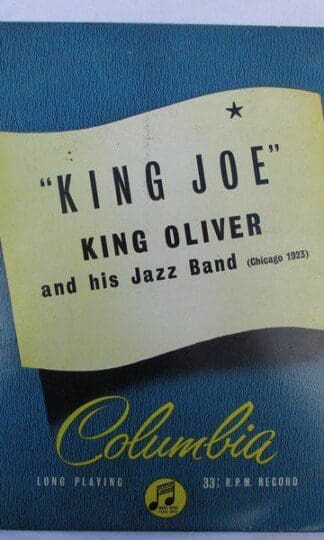 "KING JOE"
KING OLIVER
and his Jazz Band (Chicago 1923)
Columbia
LONG PLAYING
33⅓ R.P.M. RECORD